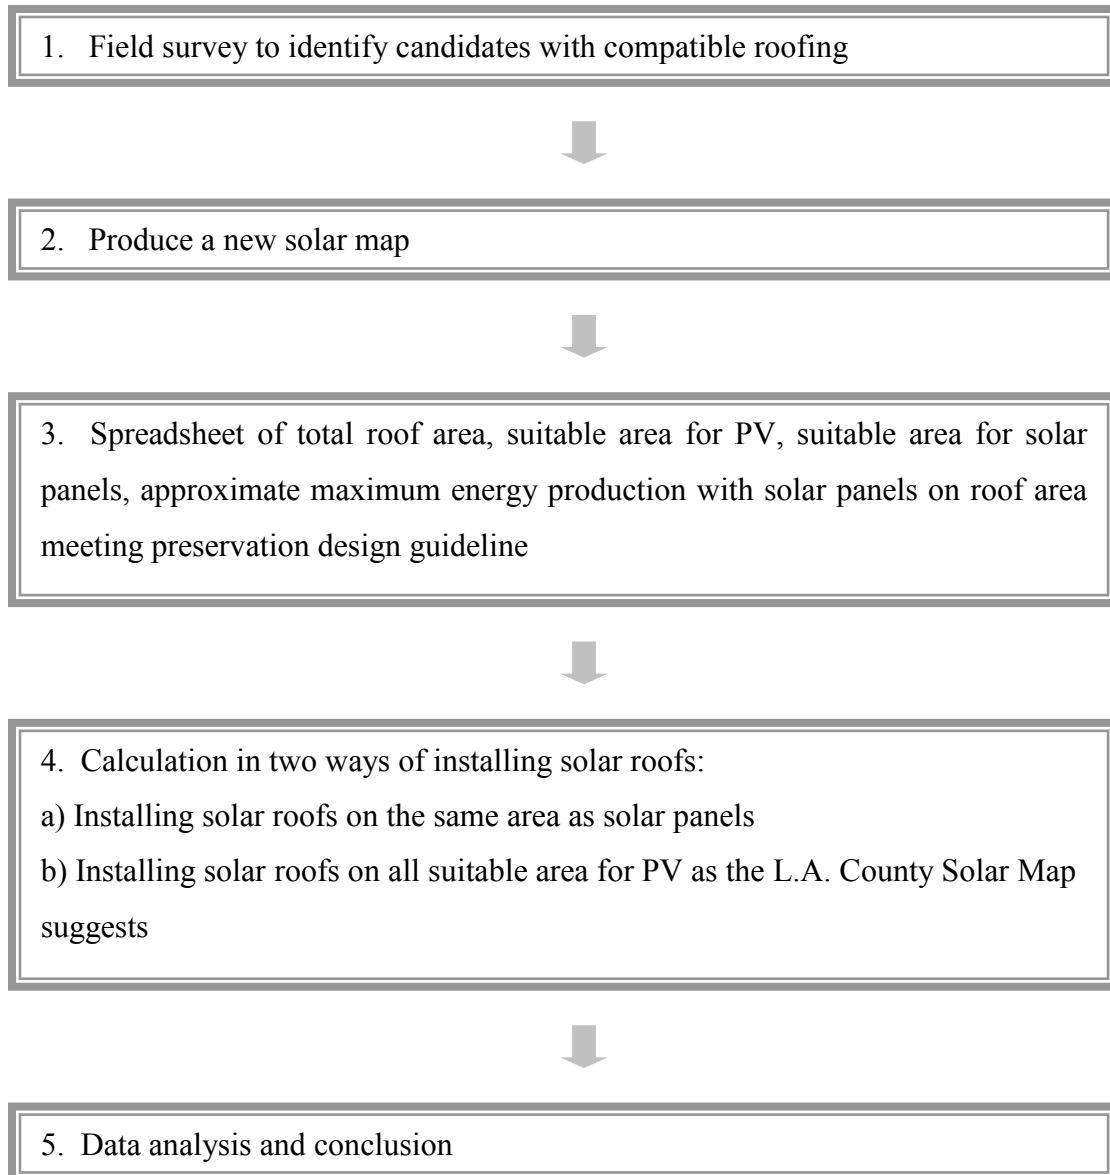 1. Field survey to identify candidates with compatible roofing
2. Produce a new solar map
3. Spreadsheet of total roof area, suitable area for PV, suitable area for solar
panels, approximate maximum energy production with solar panels on roof area
meeting preservation design guideline
4. Calculation in two ways of installing solar roofs:
a) Installing solar roofs on the same area as solar panels
b) Installing solar roofs on all suitable area for PV as the L.A. County Solar Map
suggests
5. Data analysis and conclusion